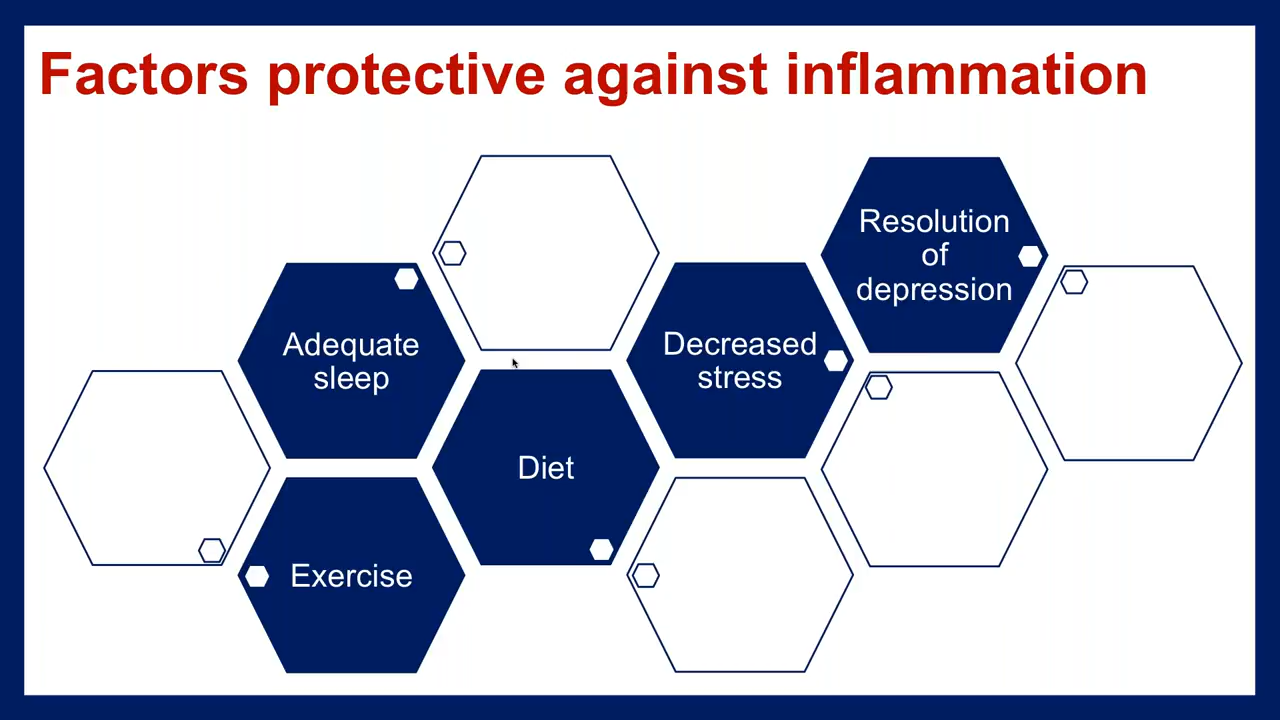 Factors protective against inflammation
Resolution
of
depression
Adequate
sleep
Decreased
stress
Diet
Exercise